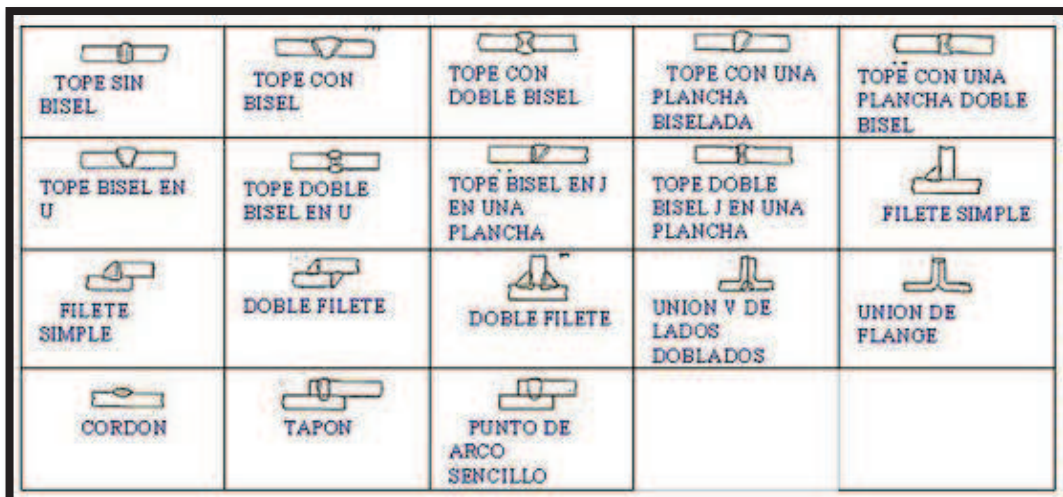 TOPE SIN
BISEL
TOPE CON
BISEL
TOPE CON
DOBLE BISEL
TOPE CON UNA
PLANCHA
BISELADA
TOPE CON UNA
PLANCHA DOBLE
BISEL
TOPE BISEL EN
U
TOPE DOBLE
BISEL EN U
TOPE BISEL EN J
EN UNA
PLANCHA
TOPE DOBLE
BISEL J EN UNA
PLANCHA
FILETE SIMPLE
FILETE
SIMPLE
DOBLE FILETE
DOBLE FILETE
UNION V DE
LADOS
DOBLADOS
UNION DE
FLANGE
CORDON
TAPON
PUNTO DE
ARCO
SENCILLO